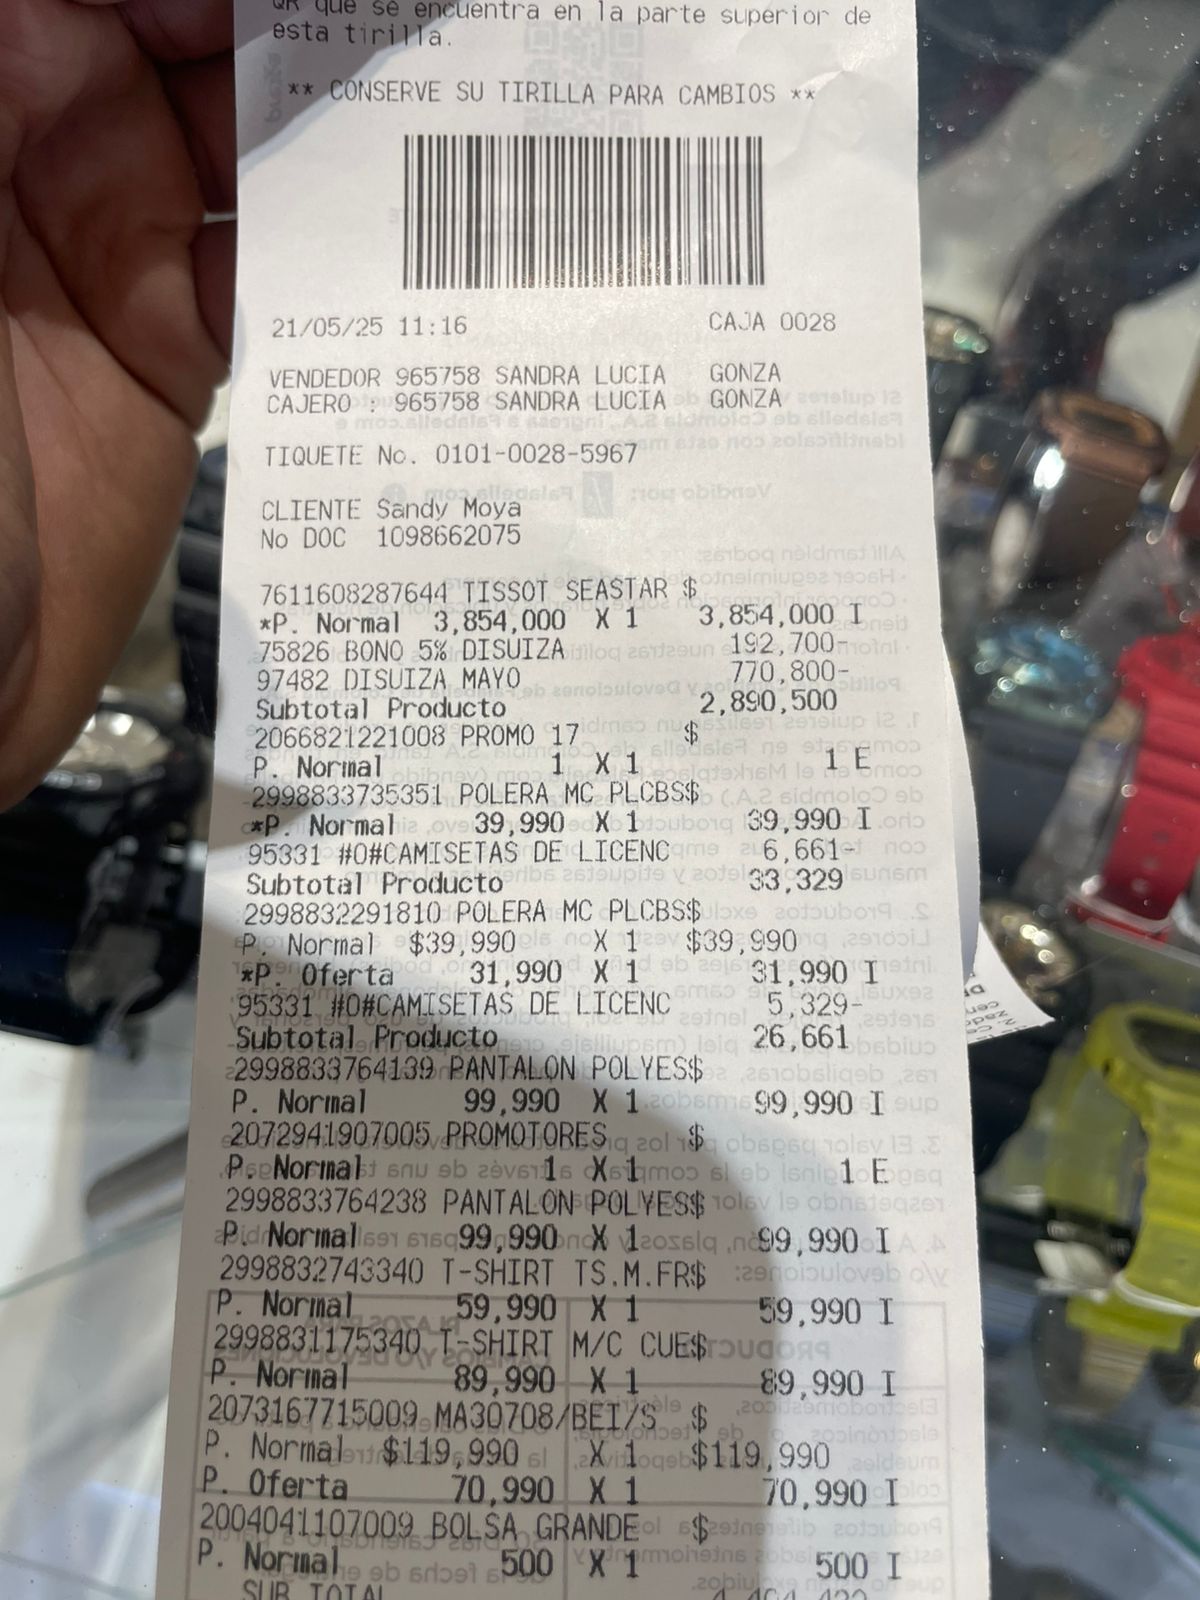 QR que se encuentra en la parte superior de
esta tirilla.
** CONSERVE SU TIRILLA PARA CAMBIOS **
21/05/25 11:16 CAJA 0028
VENDEDOR 965758 SANDRA LUCIA GONZA
CAJERO : 965758 SANDRA LUCIA GONZA
TIQUETE No. 0101-0028-5967
CLIENTE Sandy Moya
No DOC 1098662075
7611608287644 TISSOT SEASTAR $
*P. Normal 3,854,000 X 1 3,854,000 I
75826 BONO 5% DISUIZA 192,700-
97482 DISUIZA MAYO 770,800-
Subtotal Producto 2,890,500
2066821221008 PROMO 17 $
P. Normal 1 X 1 1 E
2998833735351 POLERA MC PLCBS$
*P. Normal 39,990 X 1 39,990 I
95331 #O#CAMISETAS DE LICENC 6,661-
Subtotal Producto 33,329
2998832291810 POLERA MC PLCBS$
P. Normal $39,990 X 1 $39,990
*P. Oferta 31,990 X 1 31,990 I
95331 #O#CAMISETAS DE LICENC 5,329-
Subtotal Producto 26,661
2998833764139 PANTALON POLYES$
P. Normal 99,990 X 1 99,990 I
2072941907005 PROMOTORES $
P. Normal 1 X 1 1 E
2998833764238 PANTALON POLYES$
P. Normal 99,990 X 1 99,990 I
2998832743340 T-SHIRT TS.M.FR$
P. Normal 59,990 X 1 59,990 I
2998831175340 T-SHIRT M/C CUE$
P. Normal 89,990 X 1 89,990 I
2073167715009 MA30708/BEI/S $
P. Normal $119,990 X 1 $119,990
P. Oferta 70,990 X 1 70,990 I
2004041107009 BOLSA GRANDE $
P. Normal 500 X 1 500 I
SUB TOTAL